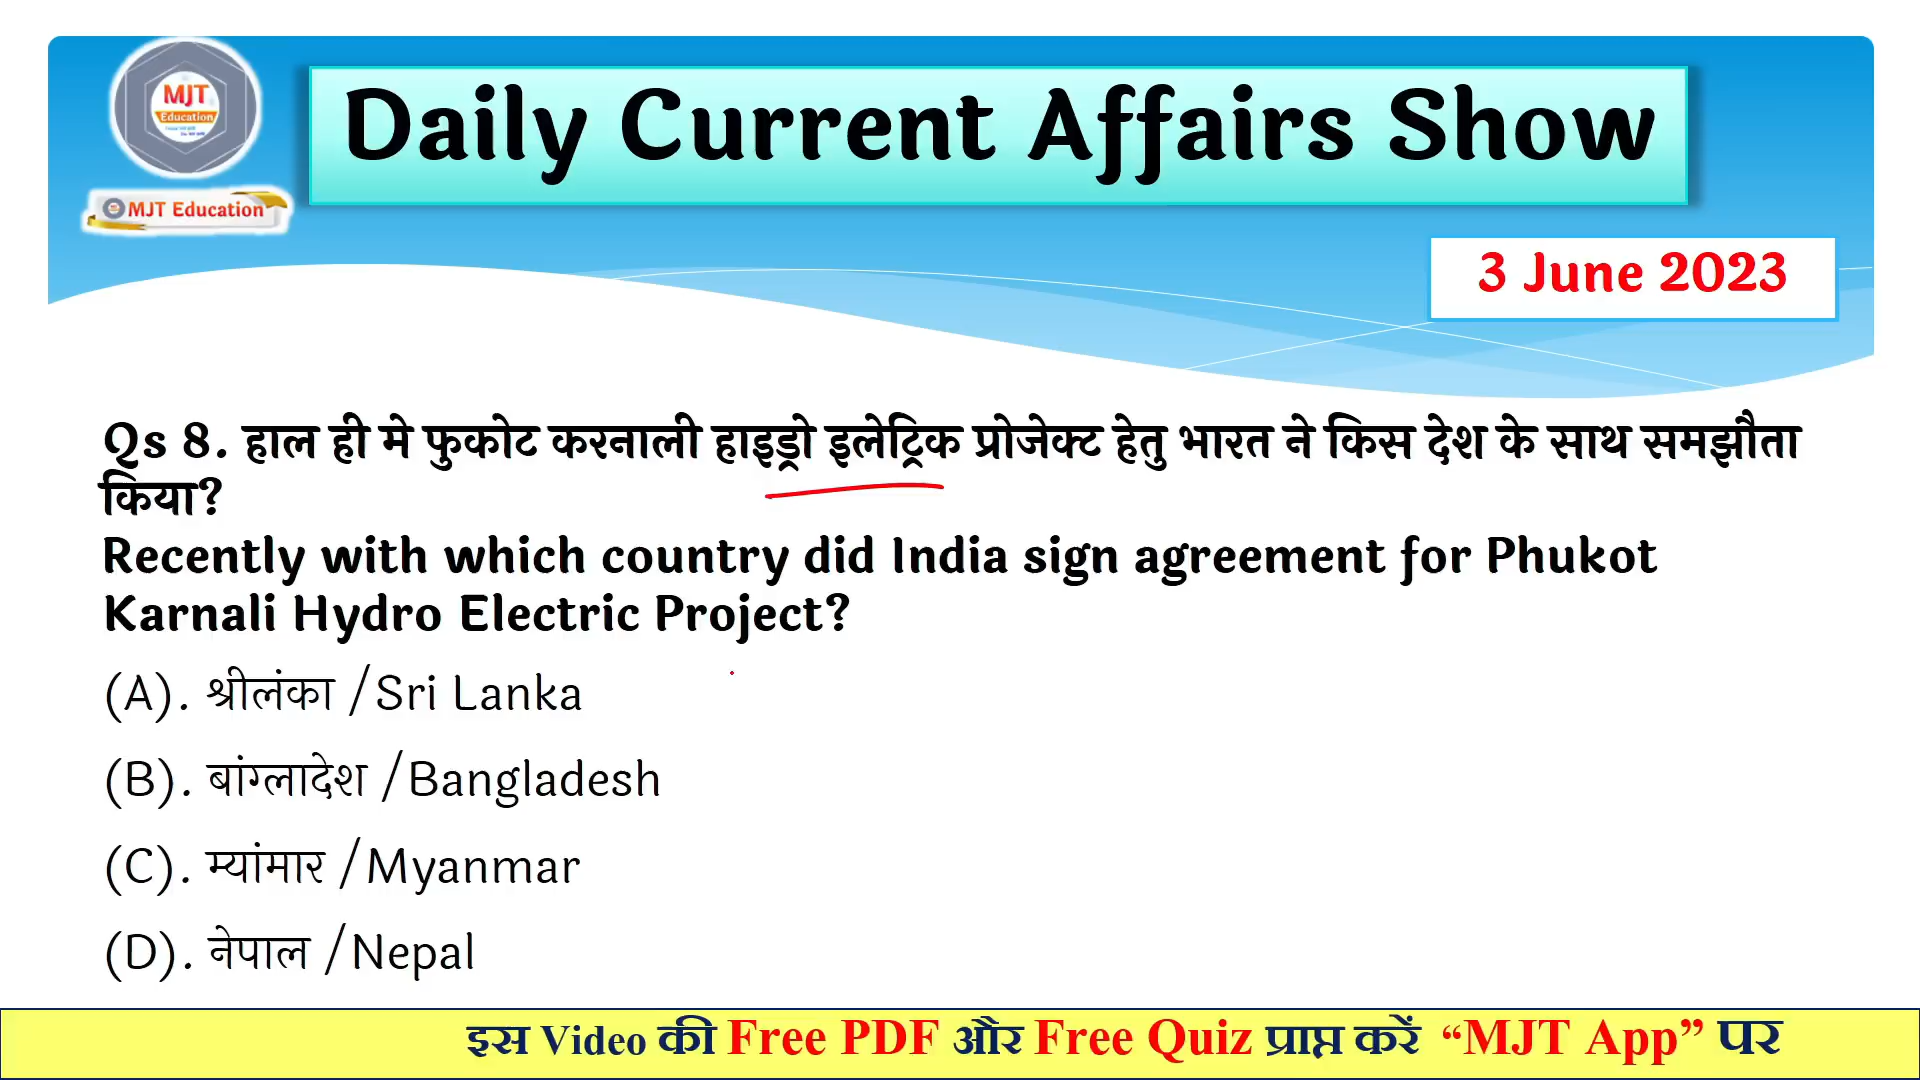 MJT
Education
MJT Education
Daily Current Affairs Show
3 June 2023
Qs 8. हाल ही मे फुकोट करनाली हाइड्रो इलेट्रिक प्रोजेक्ट हेतु भारत ने किस देश के साथ समझौता
किया?
Recently with which country did India sign agreement for Phukot
Karnali Hydro Electric Project?
(A). श्रीलंका /Sri Lanka
(B). बांग्लादेश /Bangladesh
(C). म्यांमार /Myanmar
(D). नेपाल /Nepal
इस Video की Free PDF और Free Quiz प्राप्त करें “MJT App” पर